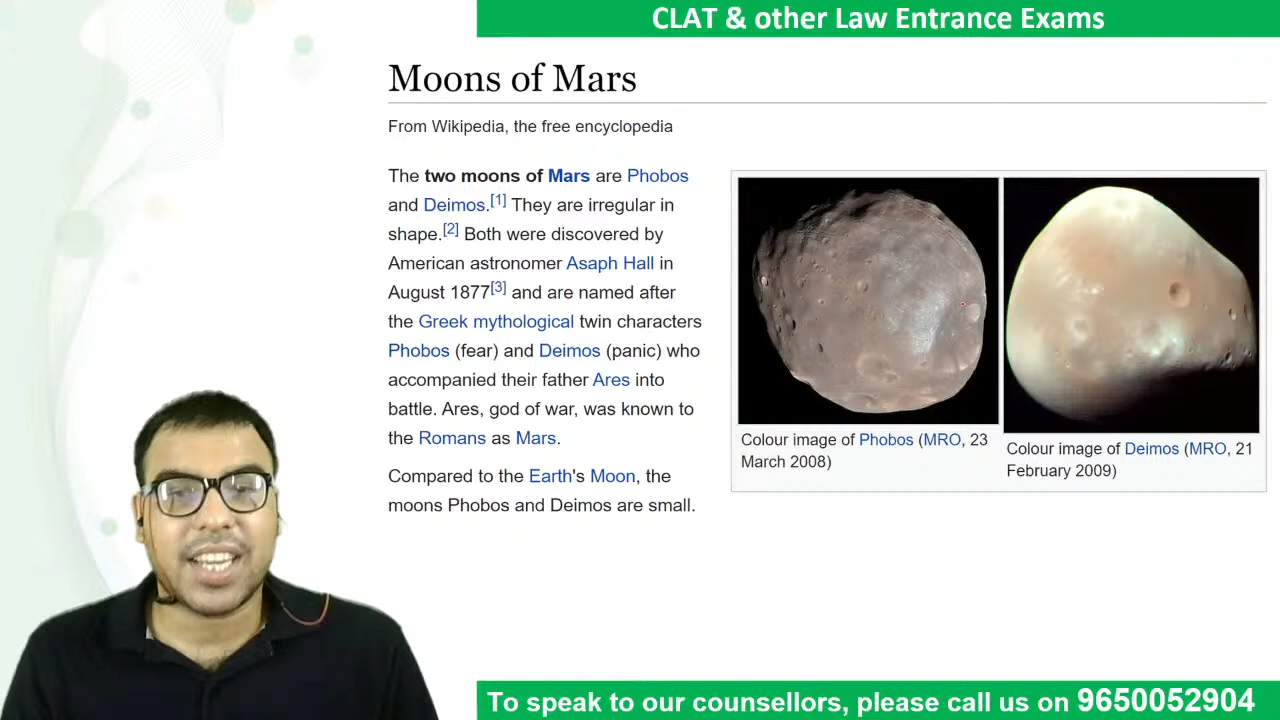 CLAT & other Law Entrance Exams
Moons of Mars
From Wikipedia, the free encyclopedia
The two moons of Mars are Phobos
and Deimos.[1] They are irregular in
shape.[2] Both were discovered by
American astronomer Asaph Hall in
August 1877[3] and are named after
the Greek mythological twin characters
Phobos (fear) and Deimos (panic) who
accompanied their father Ares into
battle. Ares, god of war, was known to
the Romans as Mars.
Compared to the Earth's Moon, the
moons Phobos and Deimos are small.
Colour image of Phobos (MRO, 23
March 2008)
Colour image of Deimos (MRO, 21
February 2009)
To speak to our counsellors, please call us on 9650052904